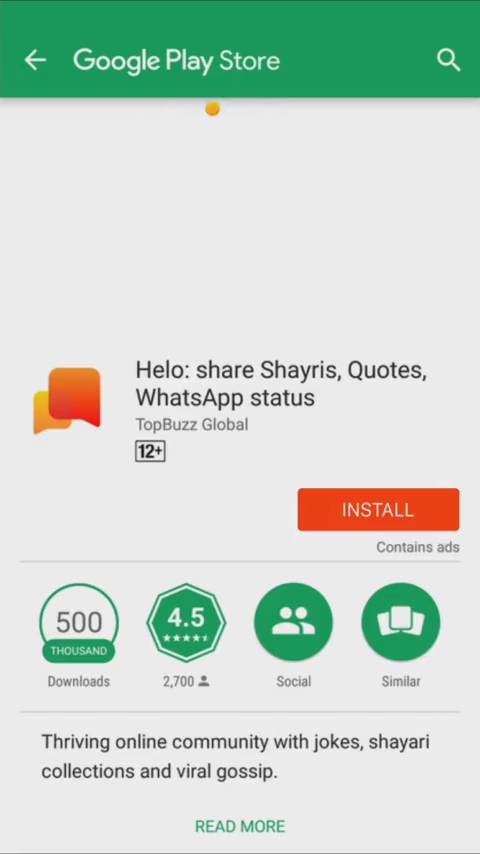 Google Play Store
Helo: share Shayris, Quotes,
WhatsApp status
TopBuzz Global
12+
INSTALL
Contains ads
500
THOUSAND
Downloads
4.5
2,700
Social
Similar
Thriving online community with jokes, shayari
collections and viral gossip.
READ MORE